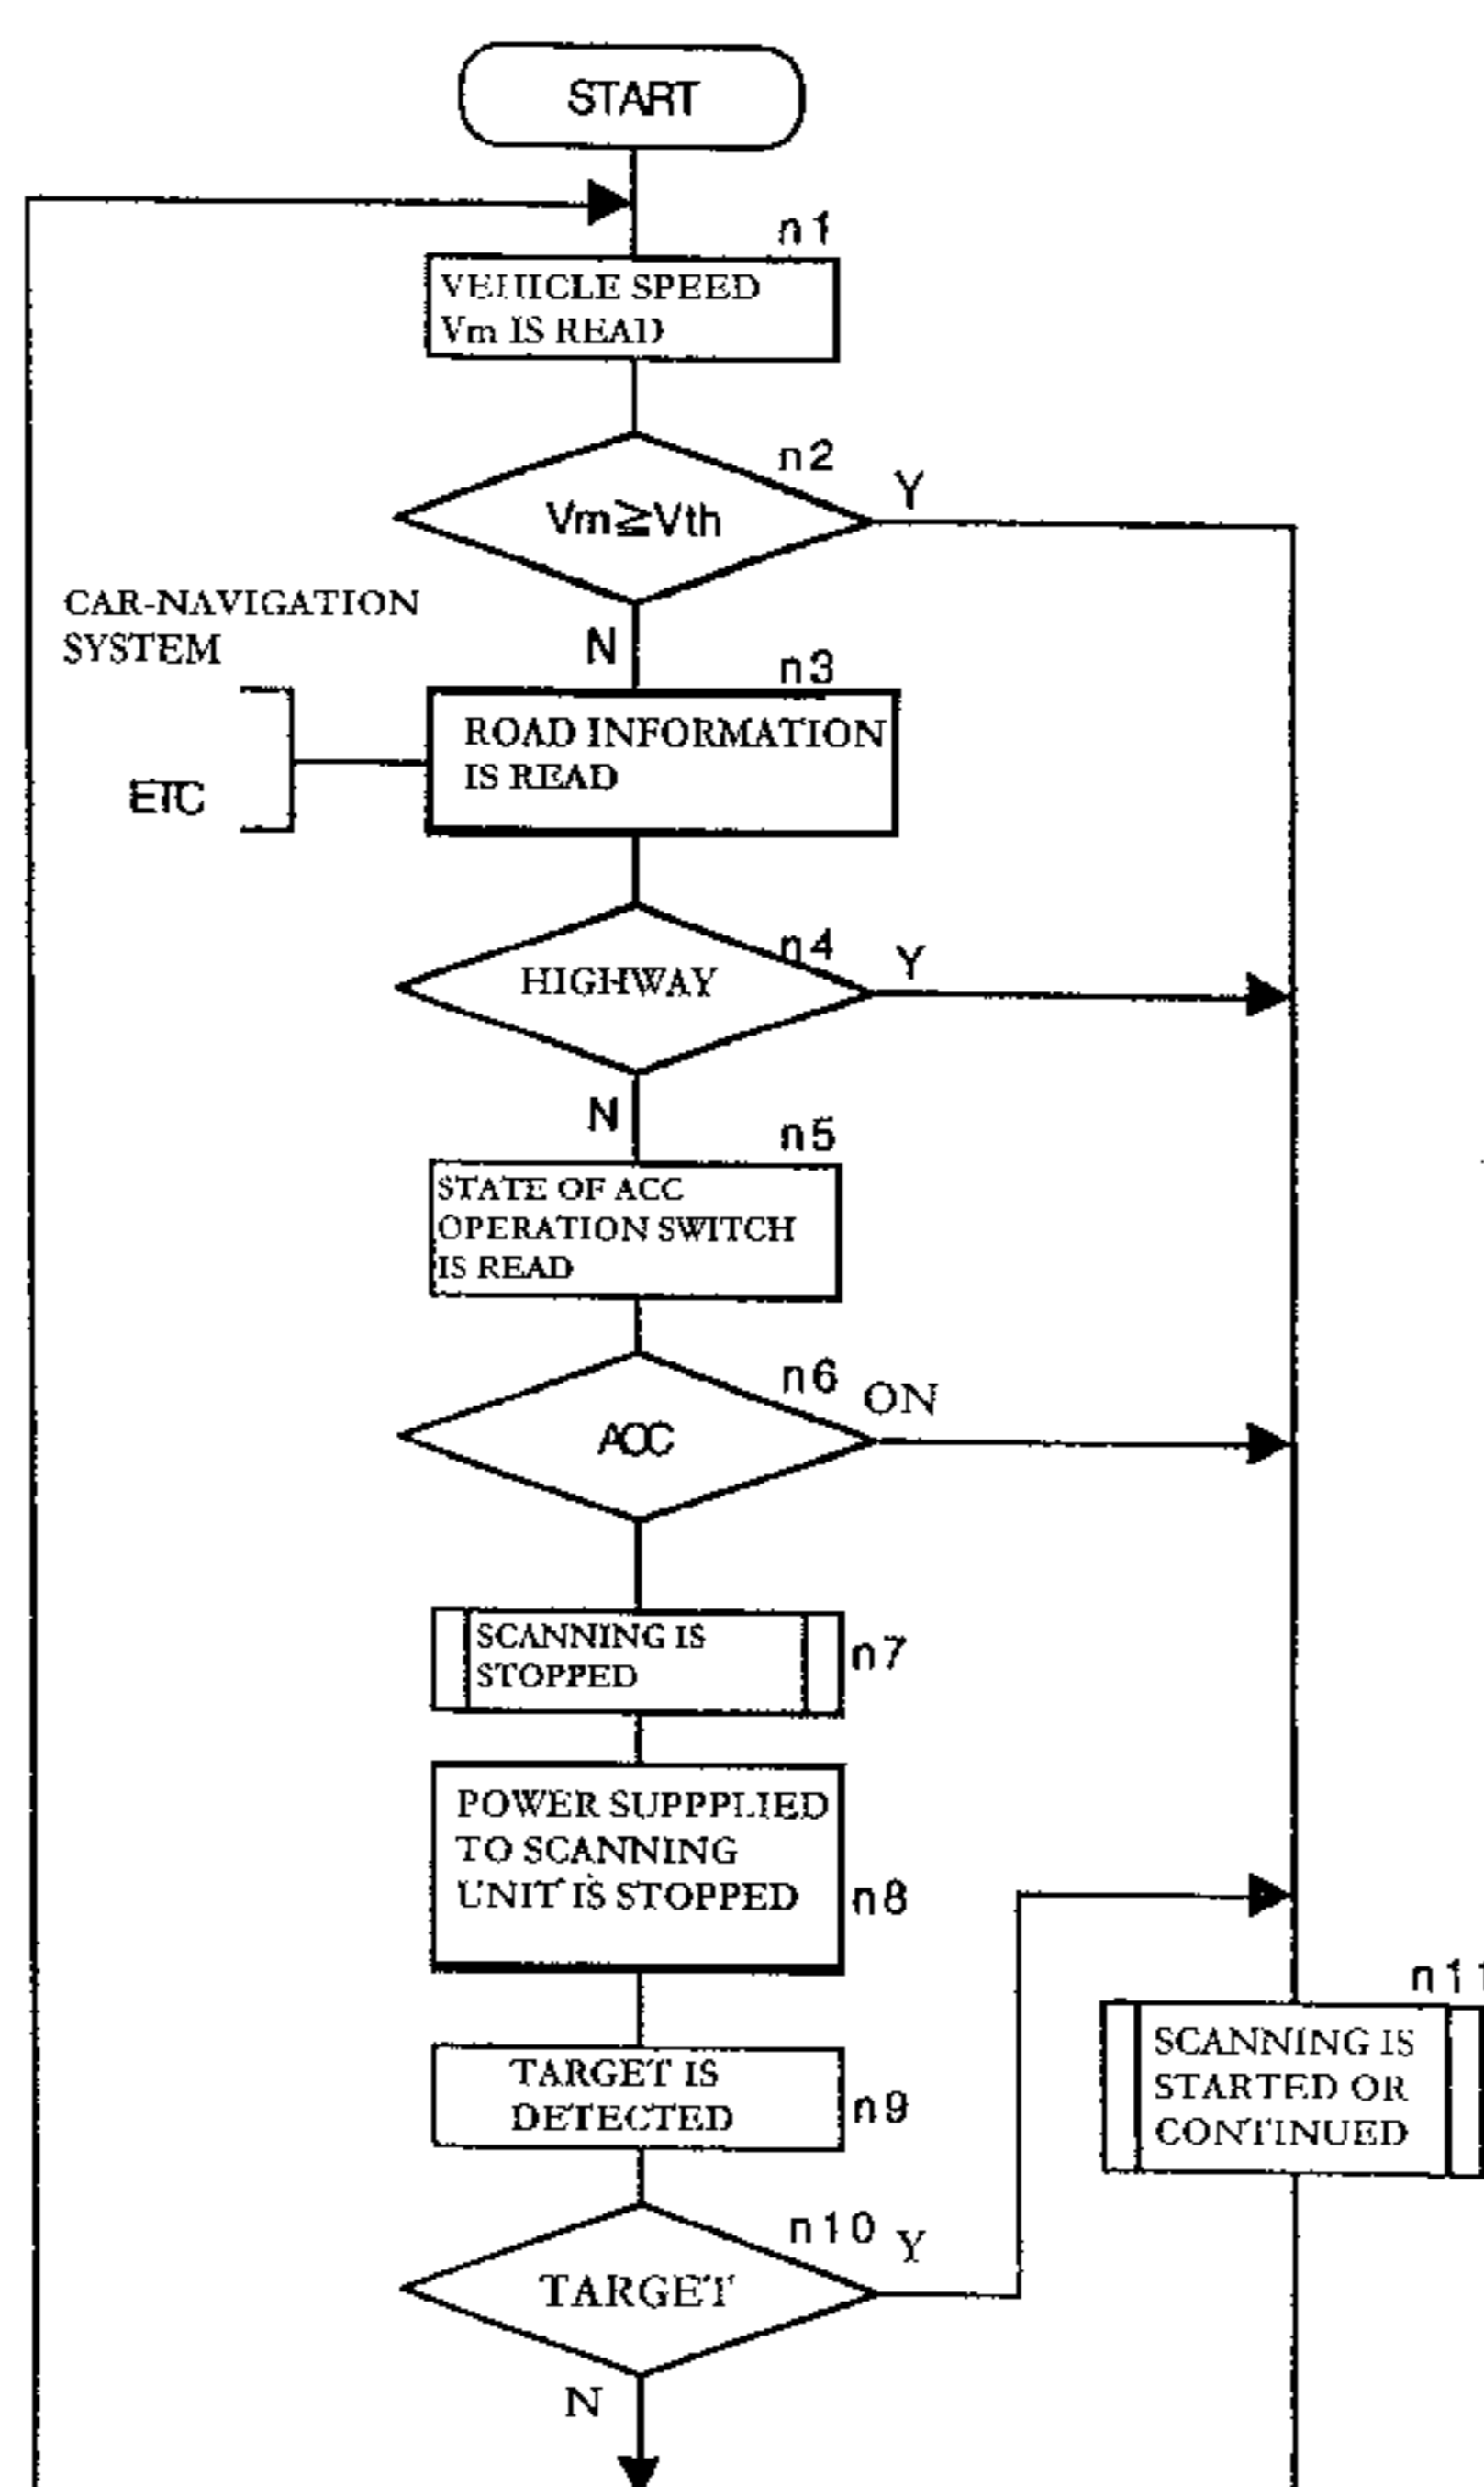 START
n1
VEHICLE SPEED
Vm IS READ
n2
Vm≧Vth
Y
CAR-NAVIGATION
SYSTEM
N
n3
ROAD INFORMATION
IS READ
ETC
n4
HIGHWAY
Y
N
n5
STATE OF ACC
OPERATION SWITCH
IS READ
n6
ON
ACC
SCANNING IS
STOPPED
n7
POWER SUPPPLIED
TO SCANNING
UNIT IS STOPPED
n8
n11
SCANNING IS
STARTED OR
CONTINUED
TARGET IS
DETECTED
n9
n10
Y
TARGET
N